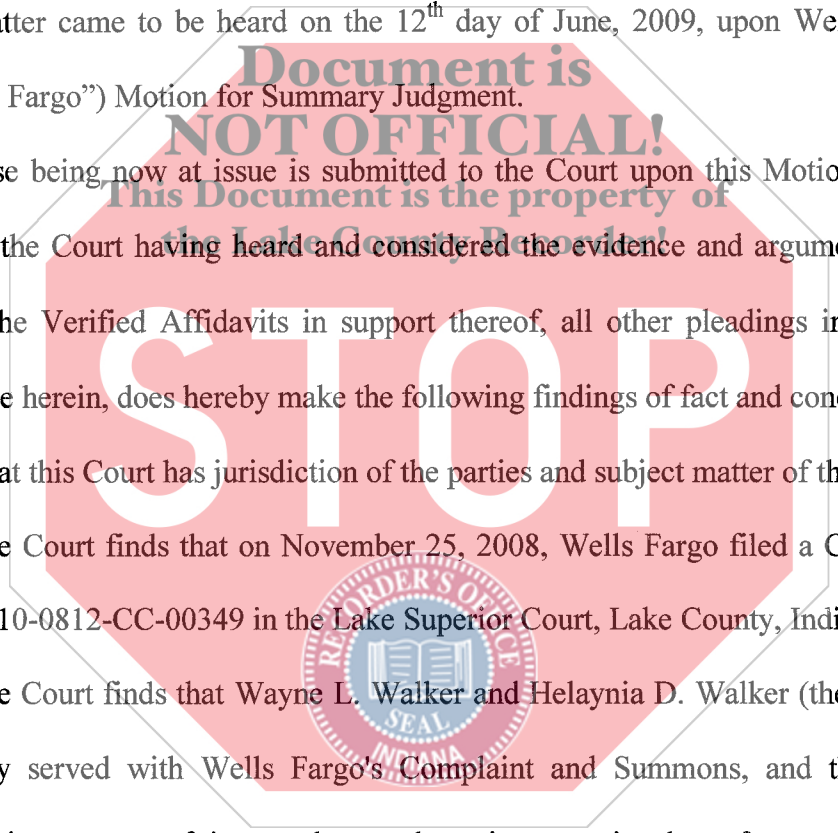 atter came to be heard on the 12th day of June, 2009, upon We
Document is
Fargo”) Motion for Summary Judgment.
NOT OFFICIAL!
se being now at issue is submitted to the Court upon this Motio
This Document is the property of
the Lake County Recorder!
the Court having heard and considered the evidence and argum
he Verified Affidavits in support thereof, all other pleadings in
STOP
e herein, does hereby make the following findings of fact and con
at this Court has jurisdiction of the parties and subject matter of th
e Court finds that on November 25, 2008, Wells Fargo filed a C
10-0812-CC-00349 in the Lake Superior Court, Lake County, Indi
RECORDER'S OFFICE
SEAL
INDIANA
e Court finds that Wayne L. Walker and Helaynia D. Walker (the
y served with Wells Fargo's Complaint and Summons, and t